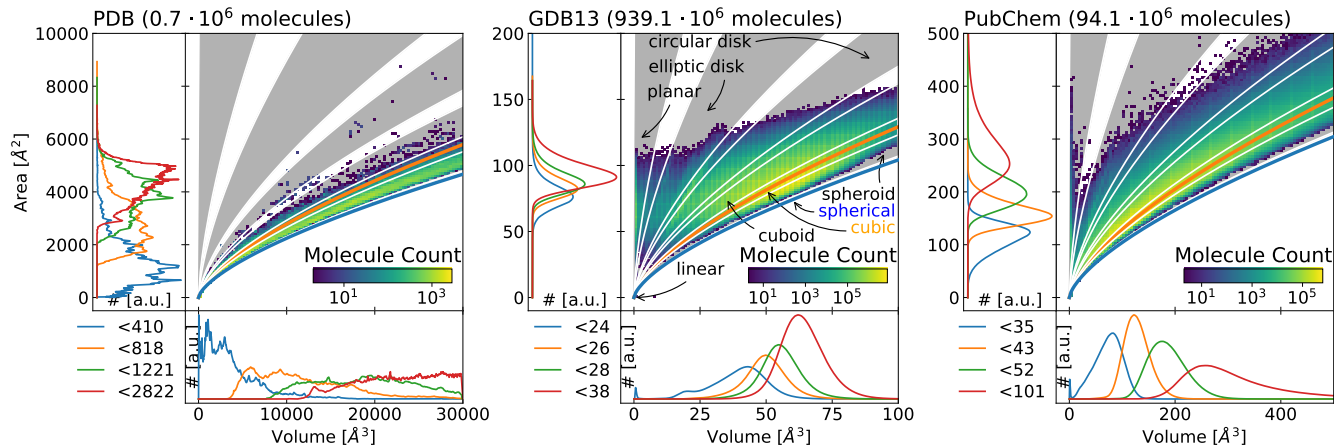 PDB (0.7 · 10⁶ molecules)
10000
8000
6000
4000
2000
0
Area [Å²]
# [a.u.]
Molecule Count
10¹
10³
<410
<818
<1221
<2822
# [a.u.]
0
10000
20000
30000
Volume [Å³]
GDB13 (939.1 · 10⁶ molecules)
200
150
100
50
0
# [a.u.]
circular disk
elliptic disk
planar
spheroid
spherical
cubic
cuboid
linear
Molecule Count
10¹
10³
10⁵
<24
<26
<28
<38
# [a.u.]
0
25
50
75
100
Volume [Å³]
PubChem (94.1 · 10⁶ molecules)
500
400
300
200
100
0
# [a.u.]
Molecule Count
10¹
10³
10⁵
<35
<43
<52
<101
# [a.u.]
0
200
400
Volume [Å³]